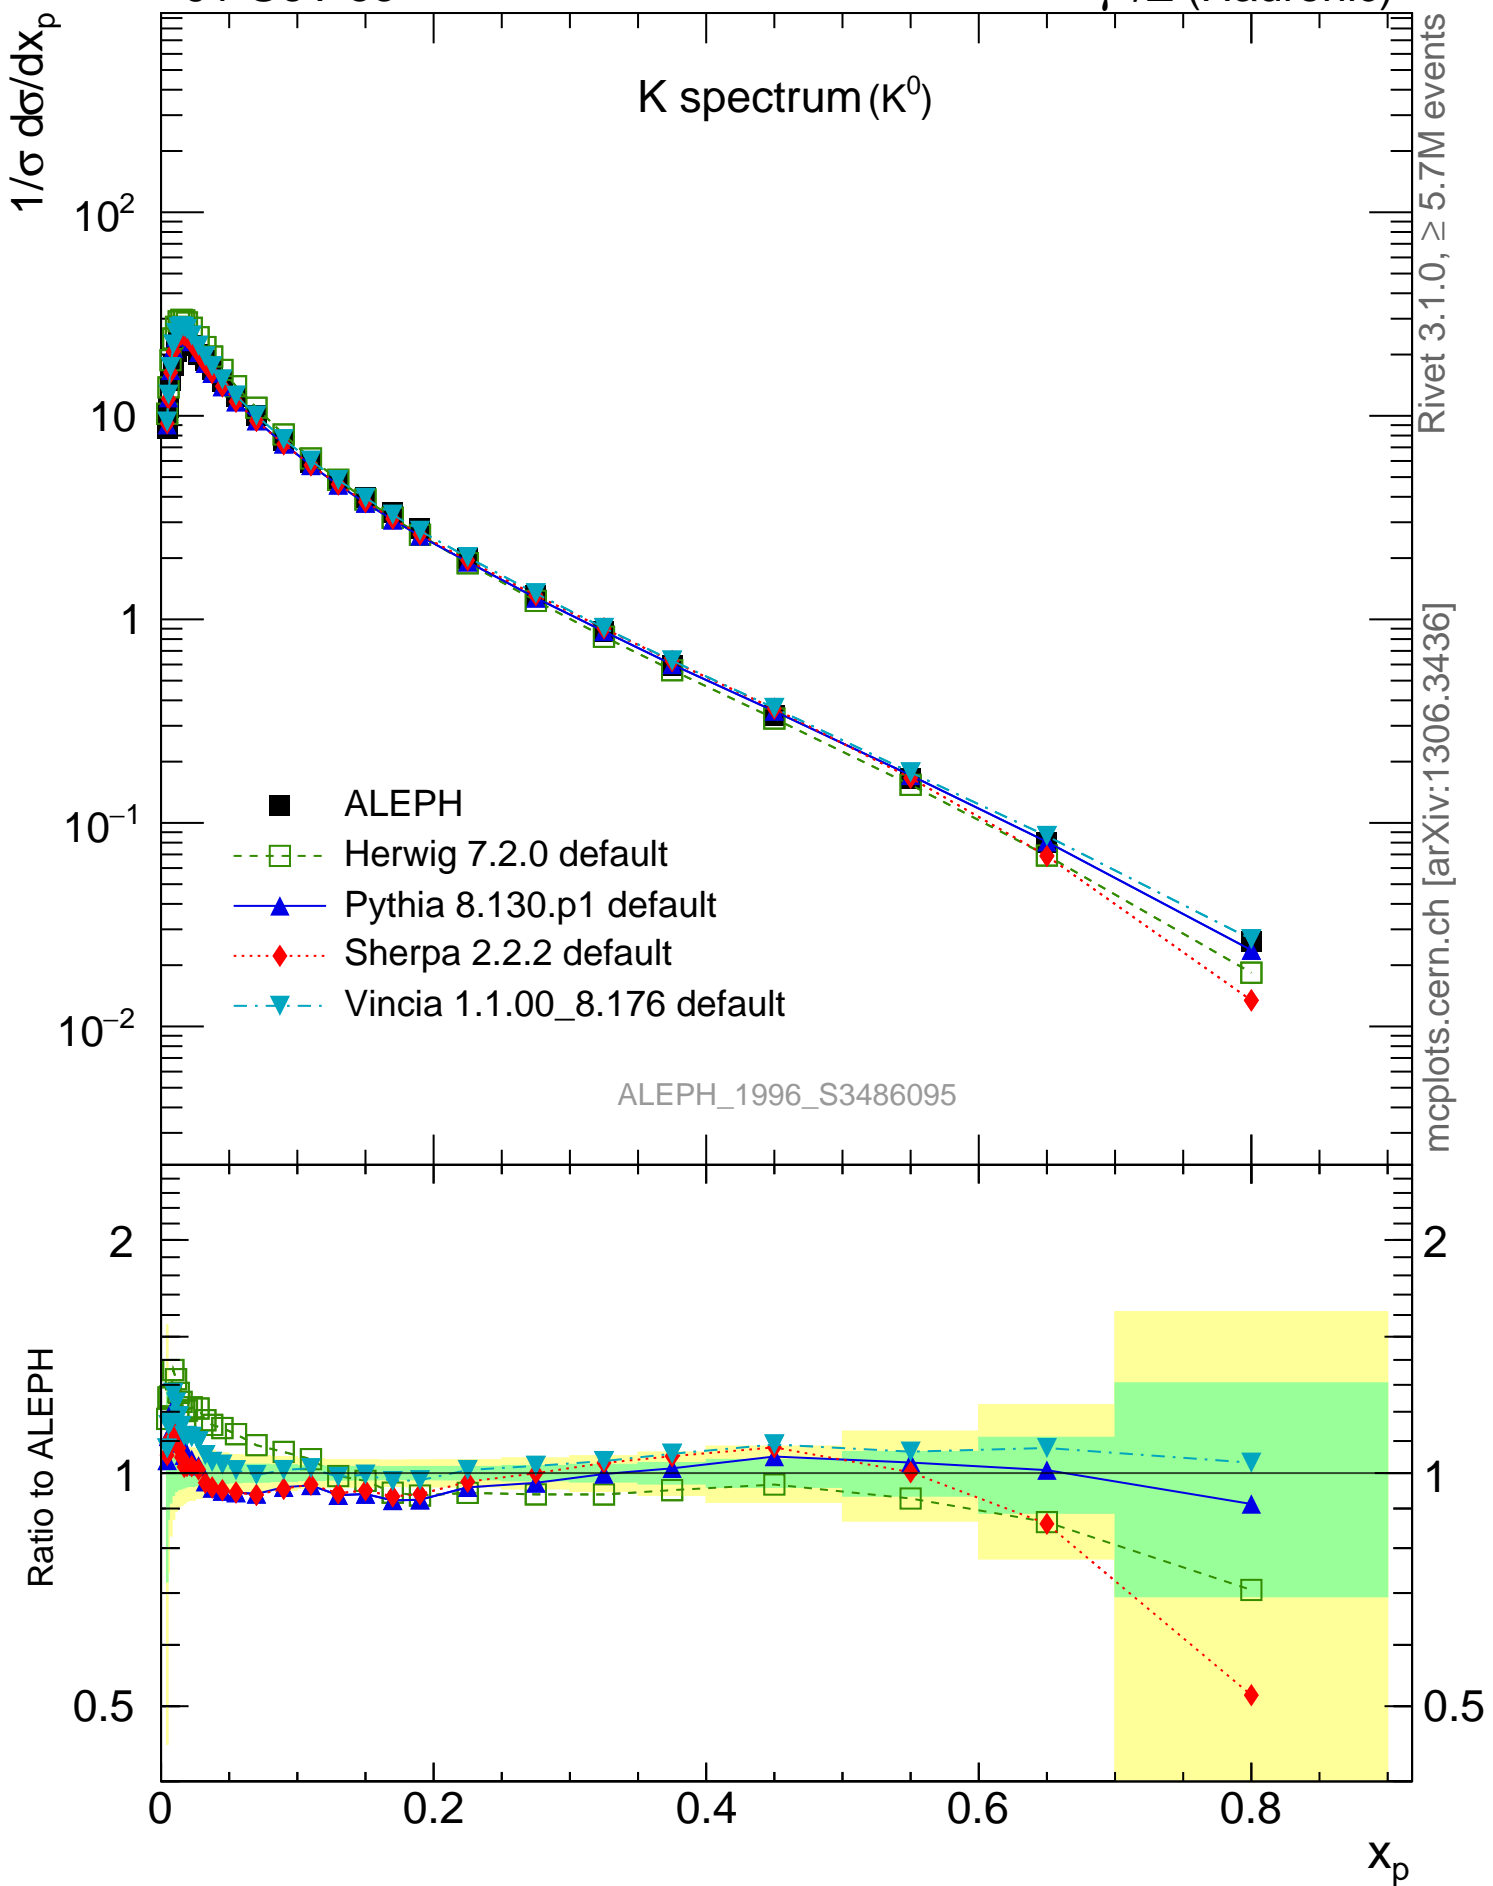 K spectrum (K⁰)
1/σ dσ/dxₚ
10²
10
1
10⁻¹
10⁻²
ALEPH
Herwig 7.2.0 default
Pythia 8.130.p1 default
Sherpa 2.2.2 default
Vincia 1.1.00_8.176 default
ALEPH_1996_S3486095
Rivet 3.1.0, ≥ 5.7M events
mcplots.cern.ch [arXiv:1306.3436]
Ratio to ALEPH
2 2
1 1
0.5 0.5
0 0.2 0.4 0.6 0.8
xₚ